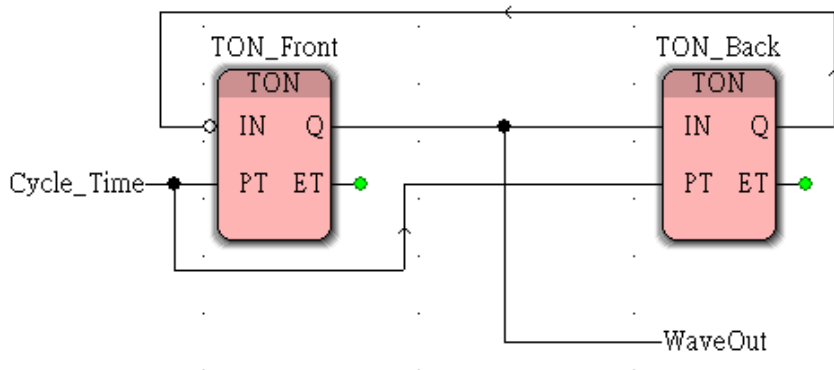 TON_Front TON_Back
TON TON
IN Q IN Q
Cycle_Time PT ET PT ET
WaveOut